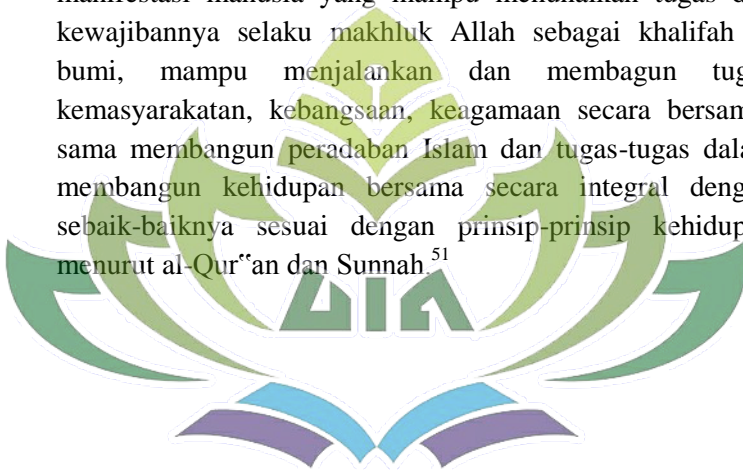 kewajibannya selaku makhluk Allah sebagai khalifah
bumi, mampu menjalankan dan membagun
kemasyarakatan, kebangsaan, keagamaan secara
sama membangun peradaban Islam dan tugas-tugas
membangun kehidupan bersama secara integral
sebaik-baiknya sesuai dengan prinsip-prinsip
menurut al-Qur‟an dan Sunnah.51
UIN